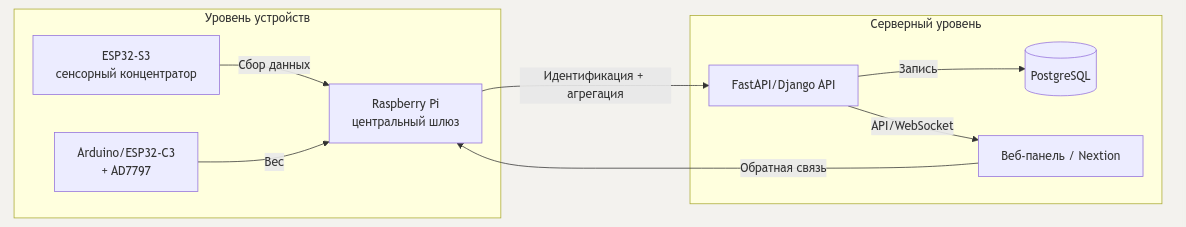 Уровень устройств
ESP32-S3
сенсорный концентратор
Сбор данных
Arduino/ESP32-C3
+ AD7797
Вес
Raspberry Pi
центральный шлюз
Идентификация +
агрегация
Серверный уровень
FastAPI/Django API
Запись
PostgreSQL
API/WebSocket
Веб-панель / Nextion
Обратная связь